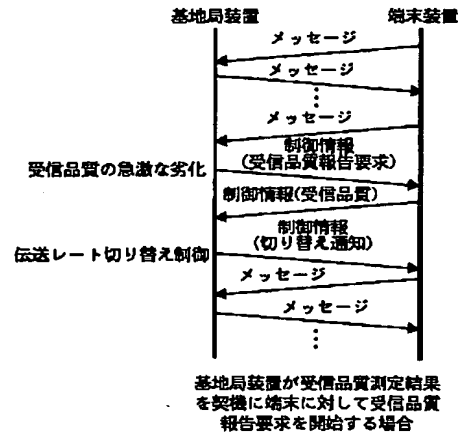 基地局装置
端末装置
メッセージ
メッセージ
メッセージ
制御情報
(受信品質報告要求)
受信品質の急激な劣化
制御情報(受信品質)
制御情報
(切り替え通知)
伝送レート切り替え制御
メッセージ
メッセージ
基地局装置が受信品質測定結果
を契機に端末に対して受信品質
報告要求を開始する場合